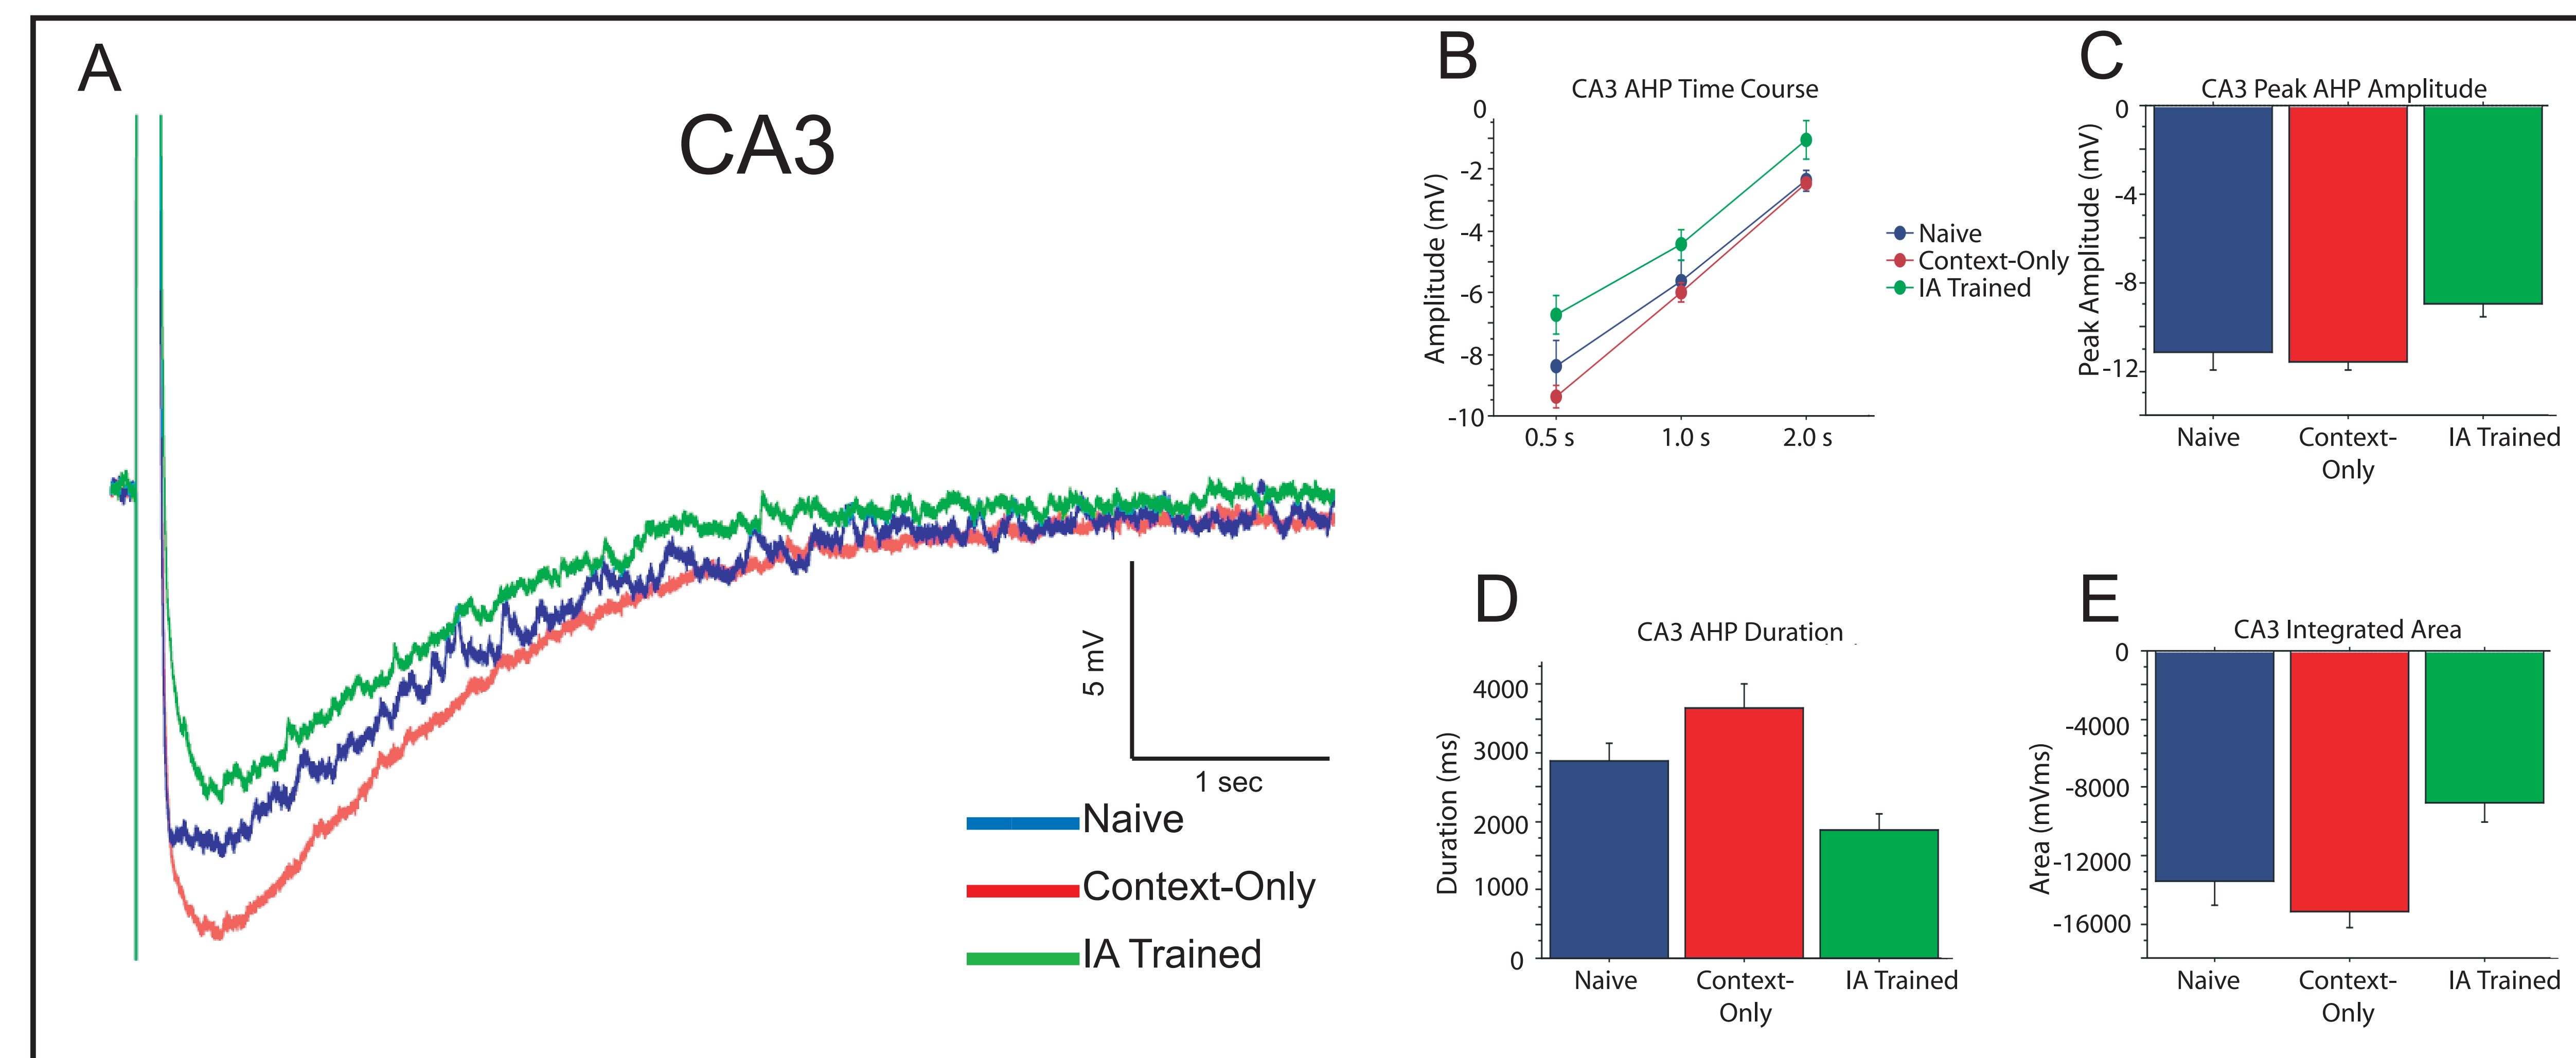 A
CA3
5 mV
1 sec
Naive
Context-Only
IA Trained
B
CA3 AHP Time Course
Amplitude (mV)
0
-2
-4
-6
-8
-10
0.5 s 1.0 s 2.0 s
Naive
Context-Only
IA Trained
C
CA3 Peak AHP Amplitude
Peak Amplitude (mV)
0
-4
-8
-12
Naive Context- IA Trained
Only
D
CA3 AHP Duration
Duration (ms)
4000
3000
2000
1000
0
Naive Context- IA Trained
Only
E
CA3 Integrated Area
Area (mVms)
0
-4000
-8000
-12000
-16000
Naive Context- IA Trained
Only